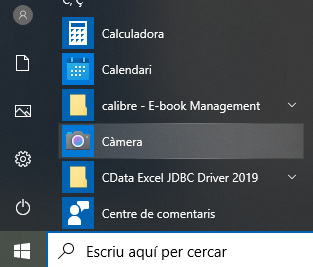 C, Ç
Calculadora
Calendari
calibre - E-book Management
Càmera
CData Excel JDBC Driver 2019
Centre de comentaris
Escriu aquí per cercar